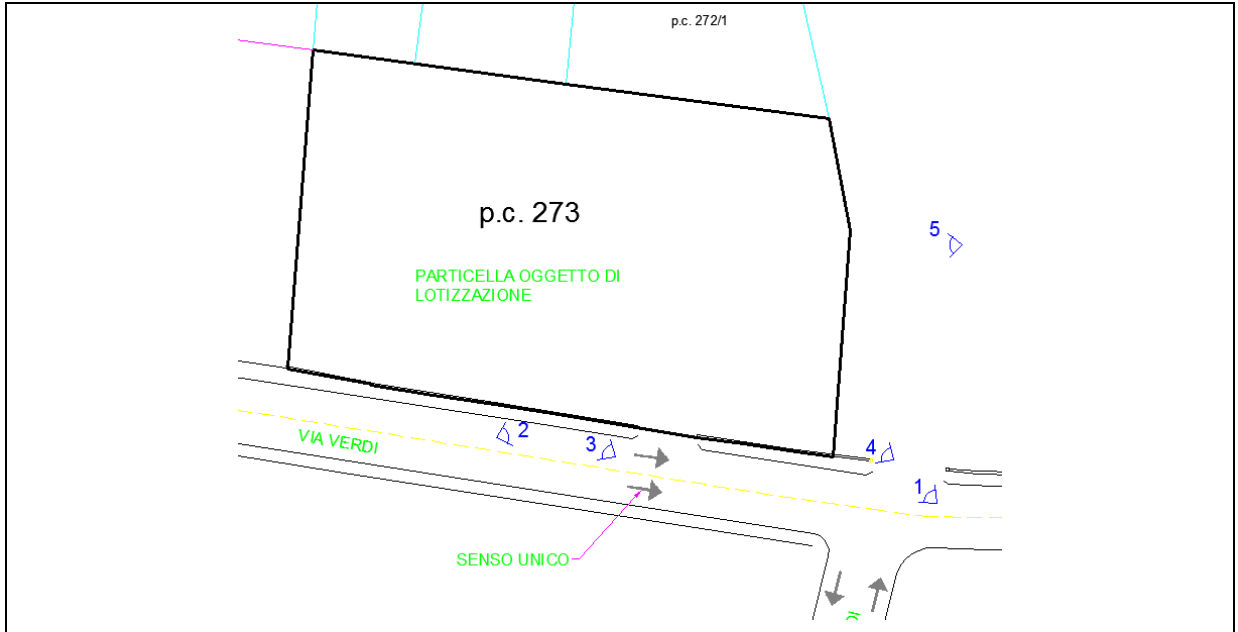 p.c. 272/1
p.c. 273
5
PARTICELLA OGGETTO DI
LOTIZZAZIONE
2
VIA VERDI
3
4
1
SENSO UNICO